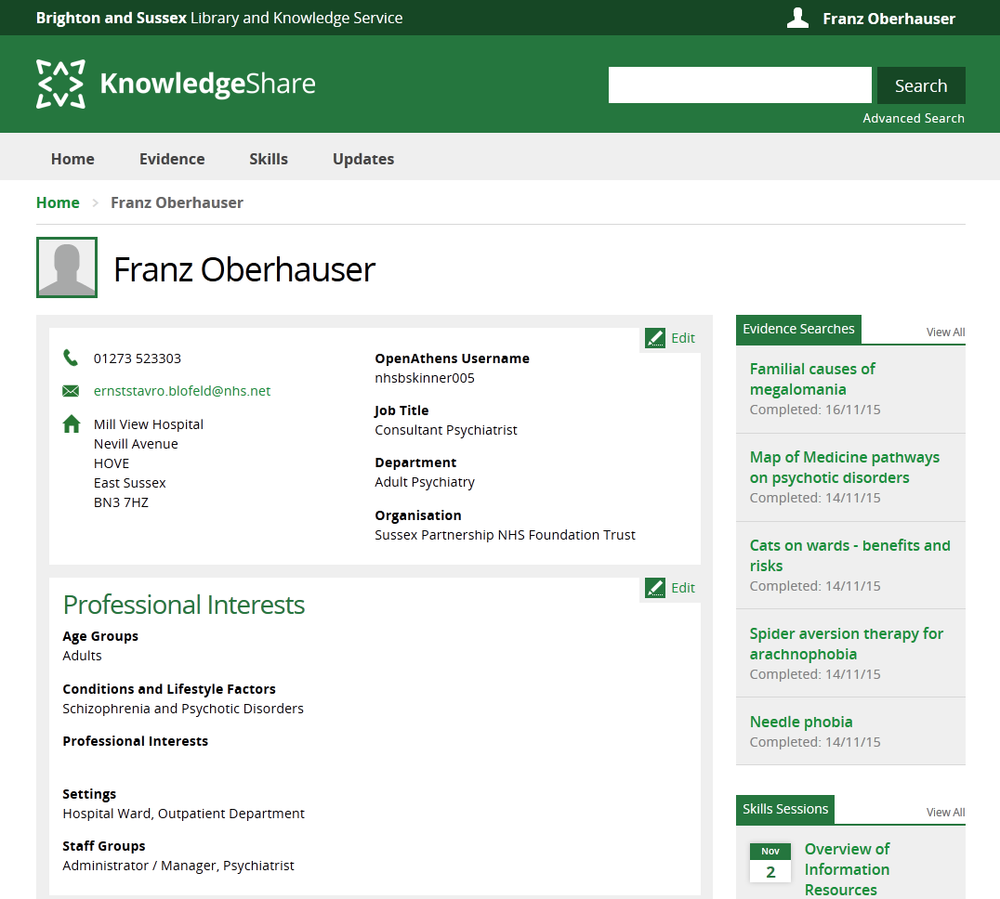 Brighton and Sussex Library and Knowledge Service
Franz Oberhauser
KnowledgeShare
Search
Advanced Search
Home
Evidence
Skills
Updates
Home > Franz Oberhauser
Franz Oberhauser
Edit
01273 523303
ernststavro.blofeld@nhs.net
Mill View Hospital
Nevill Avenue
HOVE
East Sussex
BN3 7HZ
OpenAthens Username
nhsbskinner005
Job Title
Consultant Psychiatrist
Department
Adult Psychiatry
Organisation
Sussex Partnership NHS Foundation Trust
Edit
Professional Interests
Age Groups
Adults
Conditions and Lifestyle Factors
Schizophrenia and Psychotic Disorders
Professional Interests
Settings
Hospital Ward, Outpatient Department
Staff Groups
Administrator / Manager, Psychiatrist
Evidence Searches
View All
Familial causes of
megalomania
Completed: 16/11/15
Map of Medicine pathways
on psychotic disorders
Completed: 14/11/15
Cats on wards - benefits and
risks
Completed: 14/11/15
Spider aversion therapy for
arachnophobia
Completed: 14/11/15
Needle phobia
Completed: 14/11/15
Skills Sessions
View All
Nov
2
Overview of
Information
Resources